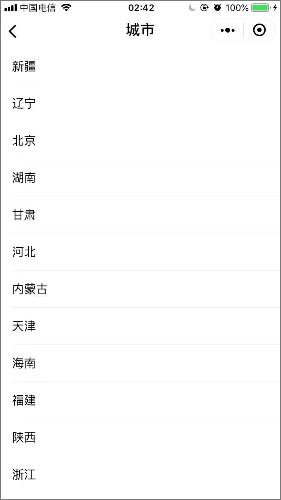 中国电信 02:42 100%
城市
新疆
辽宁
北京
湖南
甘肃
河北
内蒙古
天津
海南
福建
陕西
浙江